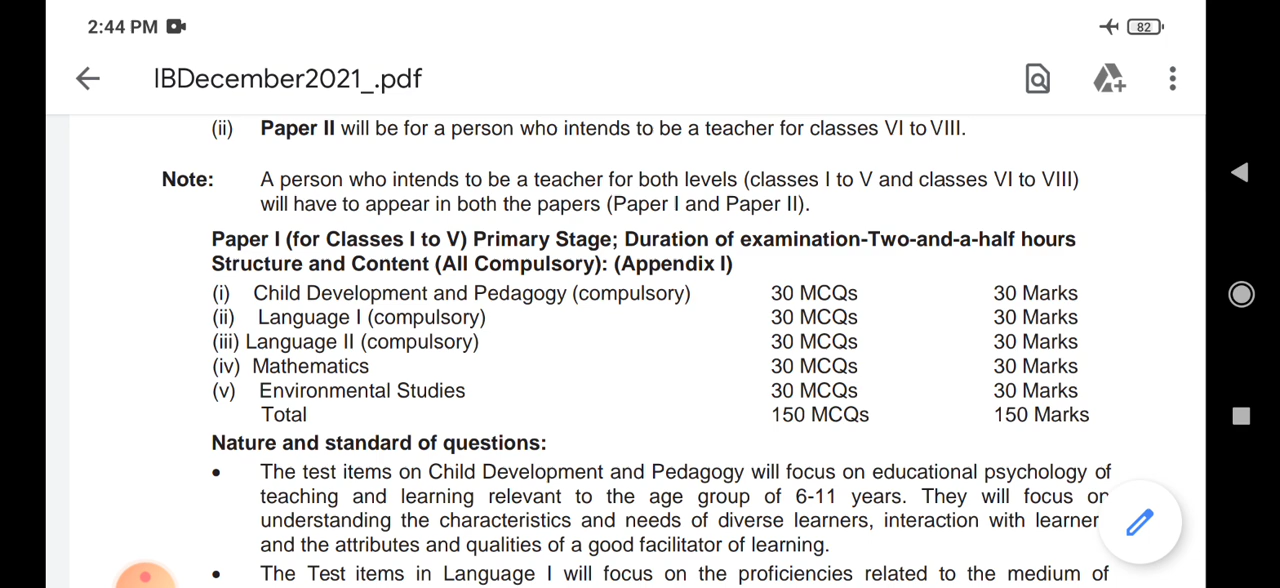 2:44 PM
82
IBDecember2021_.pdf
(ii) Paper II will be for a person who intends to be a teacher for classes VI to VIII.
Note: A person who intends to be a teacher for both levels (classes I to V and classes VI to VIII)
will have to appear in both the papers (Paper I and Paper II).
Paper I (for Classes I to V) Primary Stage; Duration of examination-Two-and-a-half hours
Structure and Content (All Compulsory): (Appendix I)
(i) Child Development and Pedagogy (compulsory) 30 MCQs 30 Marks
(ii) Language I (compulsory) 30 MCQs 30 Marks
(iii) Language II (compulsory) 30 MCQs 30 Marks
(iv) Mathematics 30 MCQs 30 Marks
(v) Environmental Studies 30 MCQs 30 Marks
Total 150 MCQs 150 Marks
Nature and standard of questions:
• The test items on Child Development and Pedagogy will focus on educational psychology of
teaching and learning relevant to the age group of 6-11 years. They will focus on
understanding the characteristics and needs of diverse learners, interaction with learner
and the attributes and qualities of a good facilitator of learning.
• The Test items in Language I will focus on the proficiencies related to the medium of